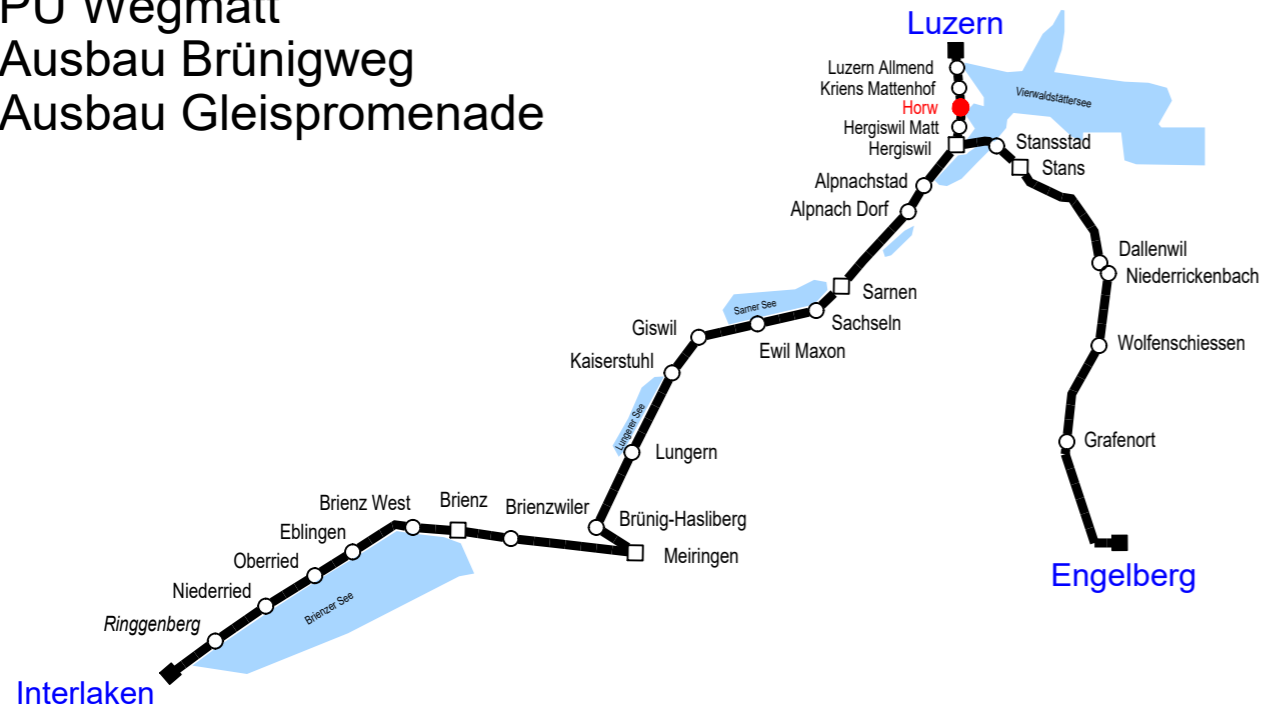 PU Wegmatt
Ausbau Brünigweg
Ausbau Gleispromenade
Luzern
Luzern Allmend
Kriens Mattenhof
Horw
Hergiswil Matt
Hergiswil
Vierwaldstättersee
Stansstad
Stans
Alpnachstad
Alpnach Dorf
Dallenwil
Niederrickenbach
Sarnen
Sarner See
Sachseln
Giswil
Ewil Maxon
Wolfenschiessen
Kaiserstuhl
Lungerer See
Lungern
Grafenort
Brienz West
Brienz
Brienzwiler
Brünig-Hasliberg
Eblingen
Meiringen
Oberried
Engelberg
Niederried
Brienzer See
Ringgenberg
Interlaken